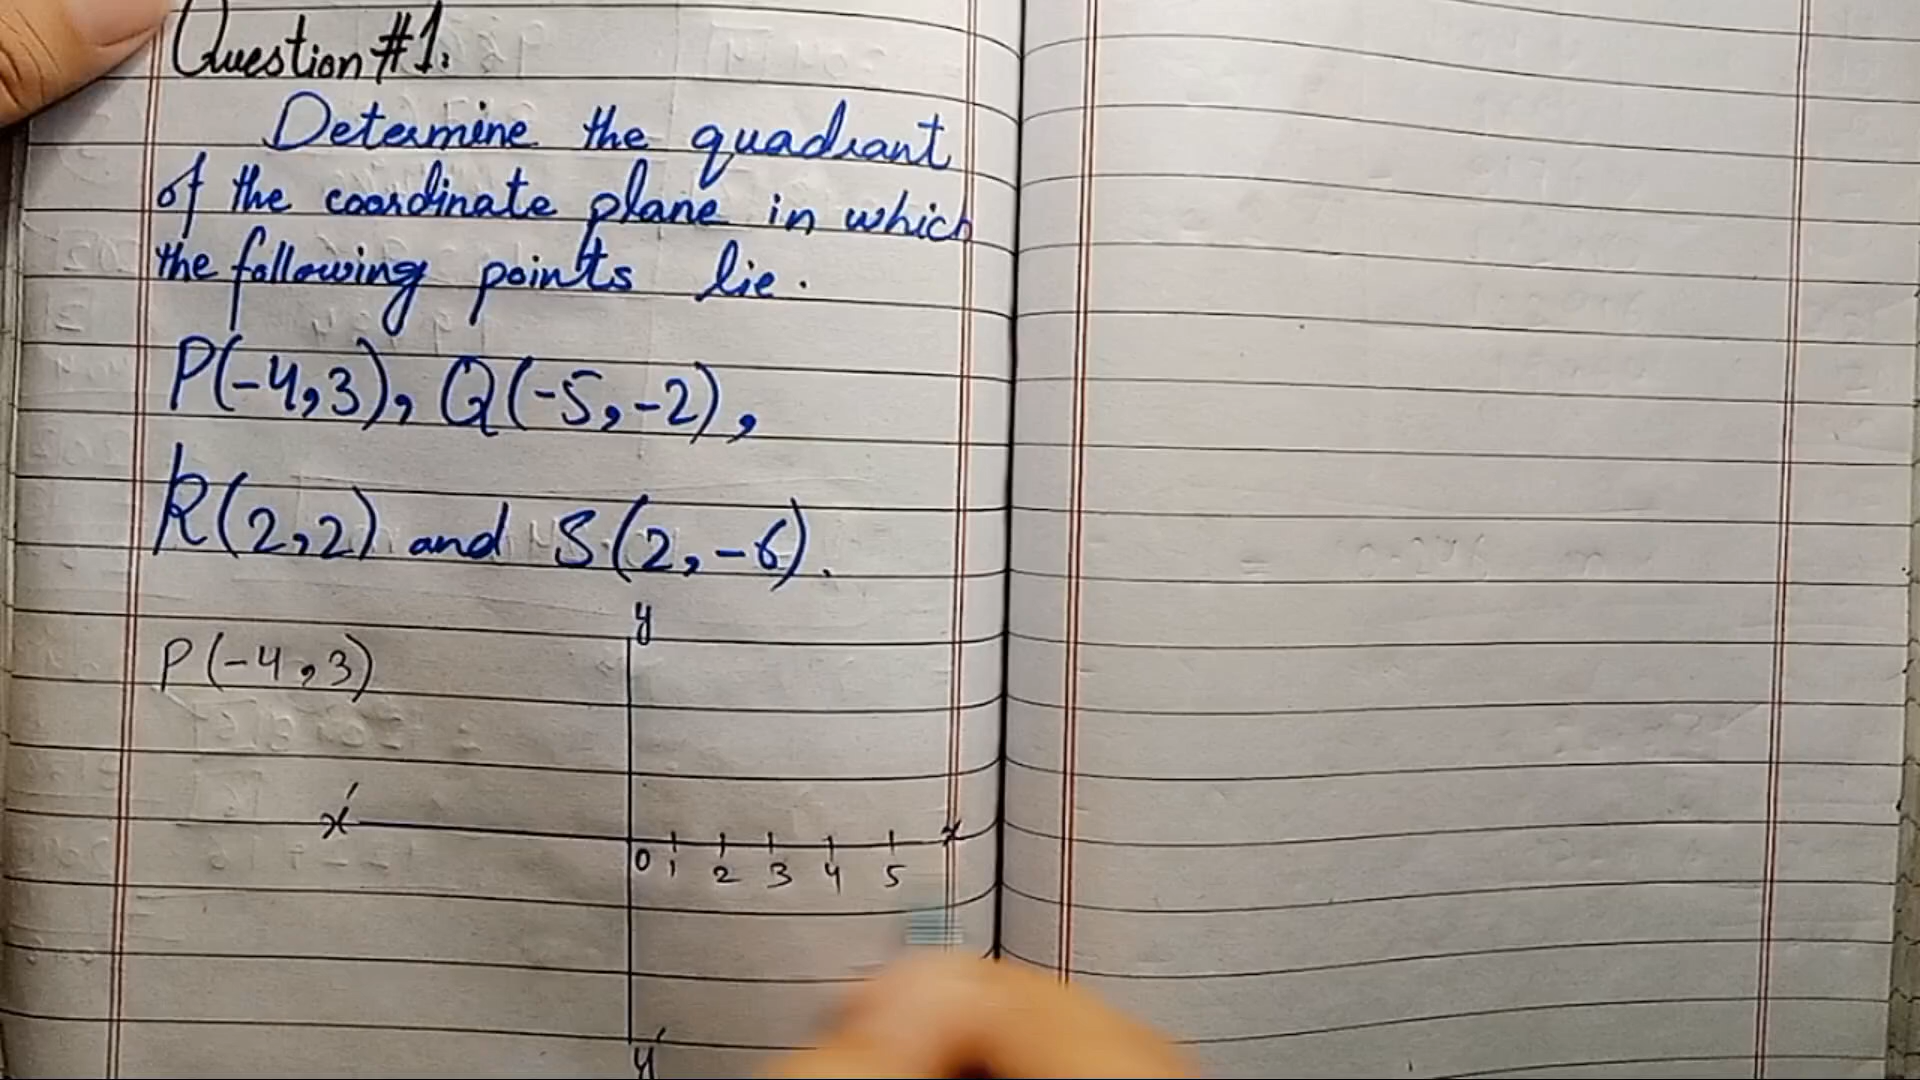 Question #1.
Determine the quadrant
of the coordinate plane in which
the following points lie.
P(-4,3), Q(-5,-2),
R(2,2) and S(2,-6).
y
P(-4,3)
x' x
0 1 2 3 4 5
y'